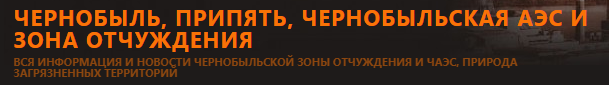 ЧЕРНОБЫЛЬ, ПРИПЯТЬ, ЧЕРНОБЫЛЬСКАЯ АЭС И
ЗОНА ОТЧУЖДЕНИЯ
ВСЯ ИНФОРМАЦИЯ И НОВОСТИ ЧЕРНОБЫЛЬСКОЙ ЗОНЫ ОТЧУЖДЕНИЯ И ЧАЭС, ПРИРОДА
ЗАГРЯЗНЕННЫХ ТЕРРИТОРИЙ